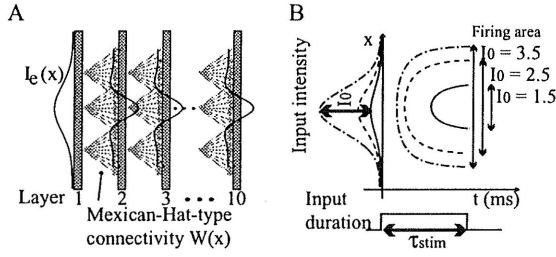 A
I_e(x)
Layer 1 2 3 10
Mexican-Hat-type
connectivity W(x)
B
Input intensity
x
I0
Firing area
I0 = 3.5
I0 = 2.5
I0 = 1.5
t (ms)
Input
duration
τstim